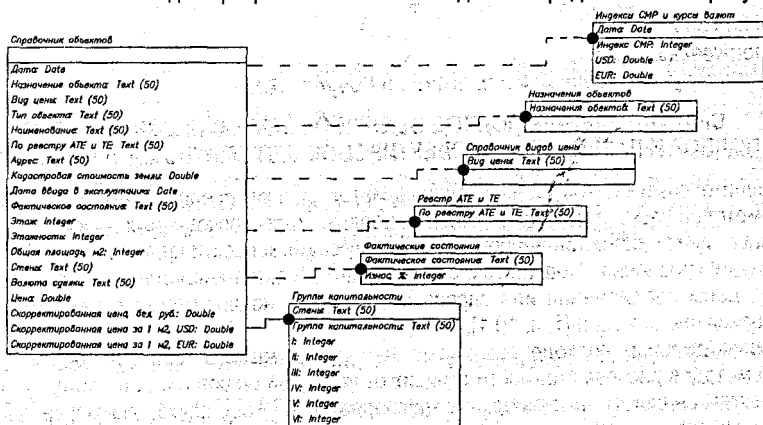 Справочник объектов
Дата: Date
Назначение объекта: Text (50)
Вид цены: Text (50)
Тип объекта: Text (50)
Наименование: Text (50)
По реестру АТЕ и ТЕ: Text (50)
Адрес: Text (50)
Кадастровая стоимость земли: Double
Дата ввода в эксплуатацию: Date
Фактическое состояние: Text (50)
Этаж: Integer
Этажность: Integer
Общая площадь, м2: Integer
Стены: Text (50)
Валюта сделки: Text (50)
Цена: Double
Скорректированная цена, бел. руб.: Double
Скорректированная цена за 1 м2, USD: Double
Скорректированная цена за 1 м2, EUR: Double
Индексы СМР и курсы валют
Дата: Date
Индекс СМР: Integer
USD: Double
EUR: Double
Назначения объектов
Назначения обектов: Text (50)
Справочник видов цены
Вид цены: Text (50)
Реестр АТЕ и ТЕ
По реестру АТЕ и ТЕ: Text (50)
Фактические состояния
Фактическое состояние: Text (50)
Износ, %: Integer
Группы капитальности
Стены: Text (50)
Группа капитальности: Text (50)
I: Integer
II: Integer
III: Integer
IV: Integer
V: Integer
VI: Integer